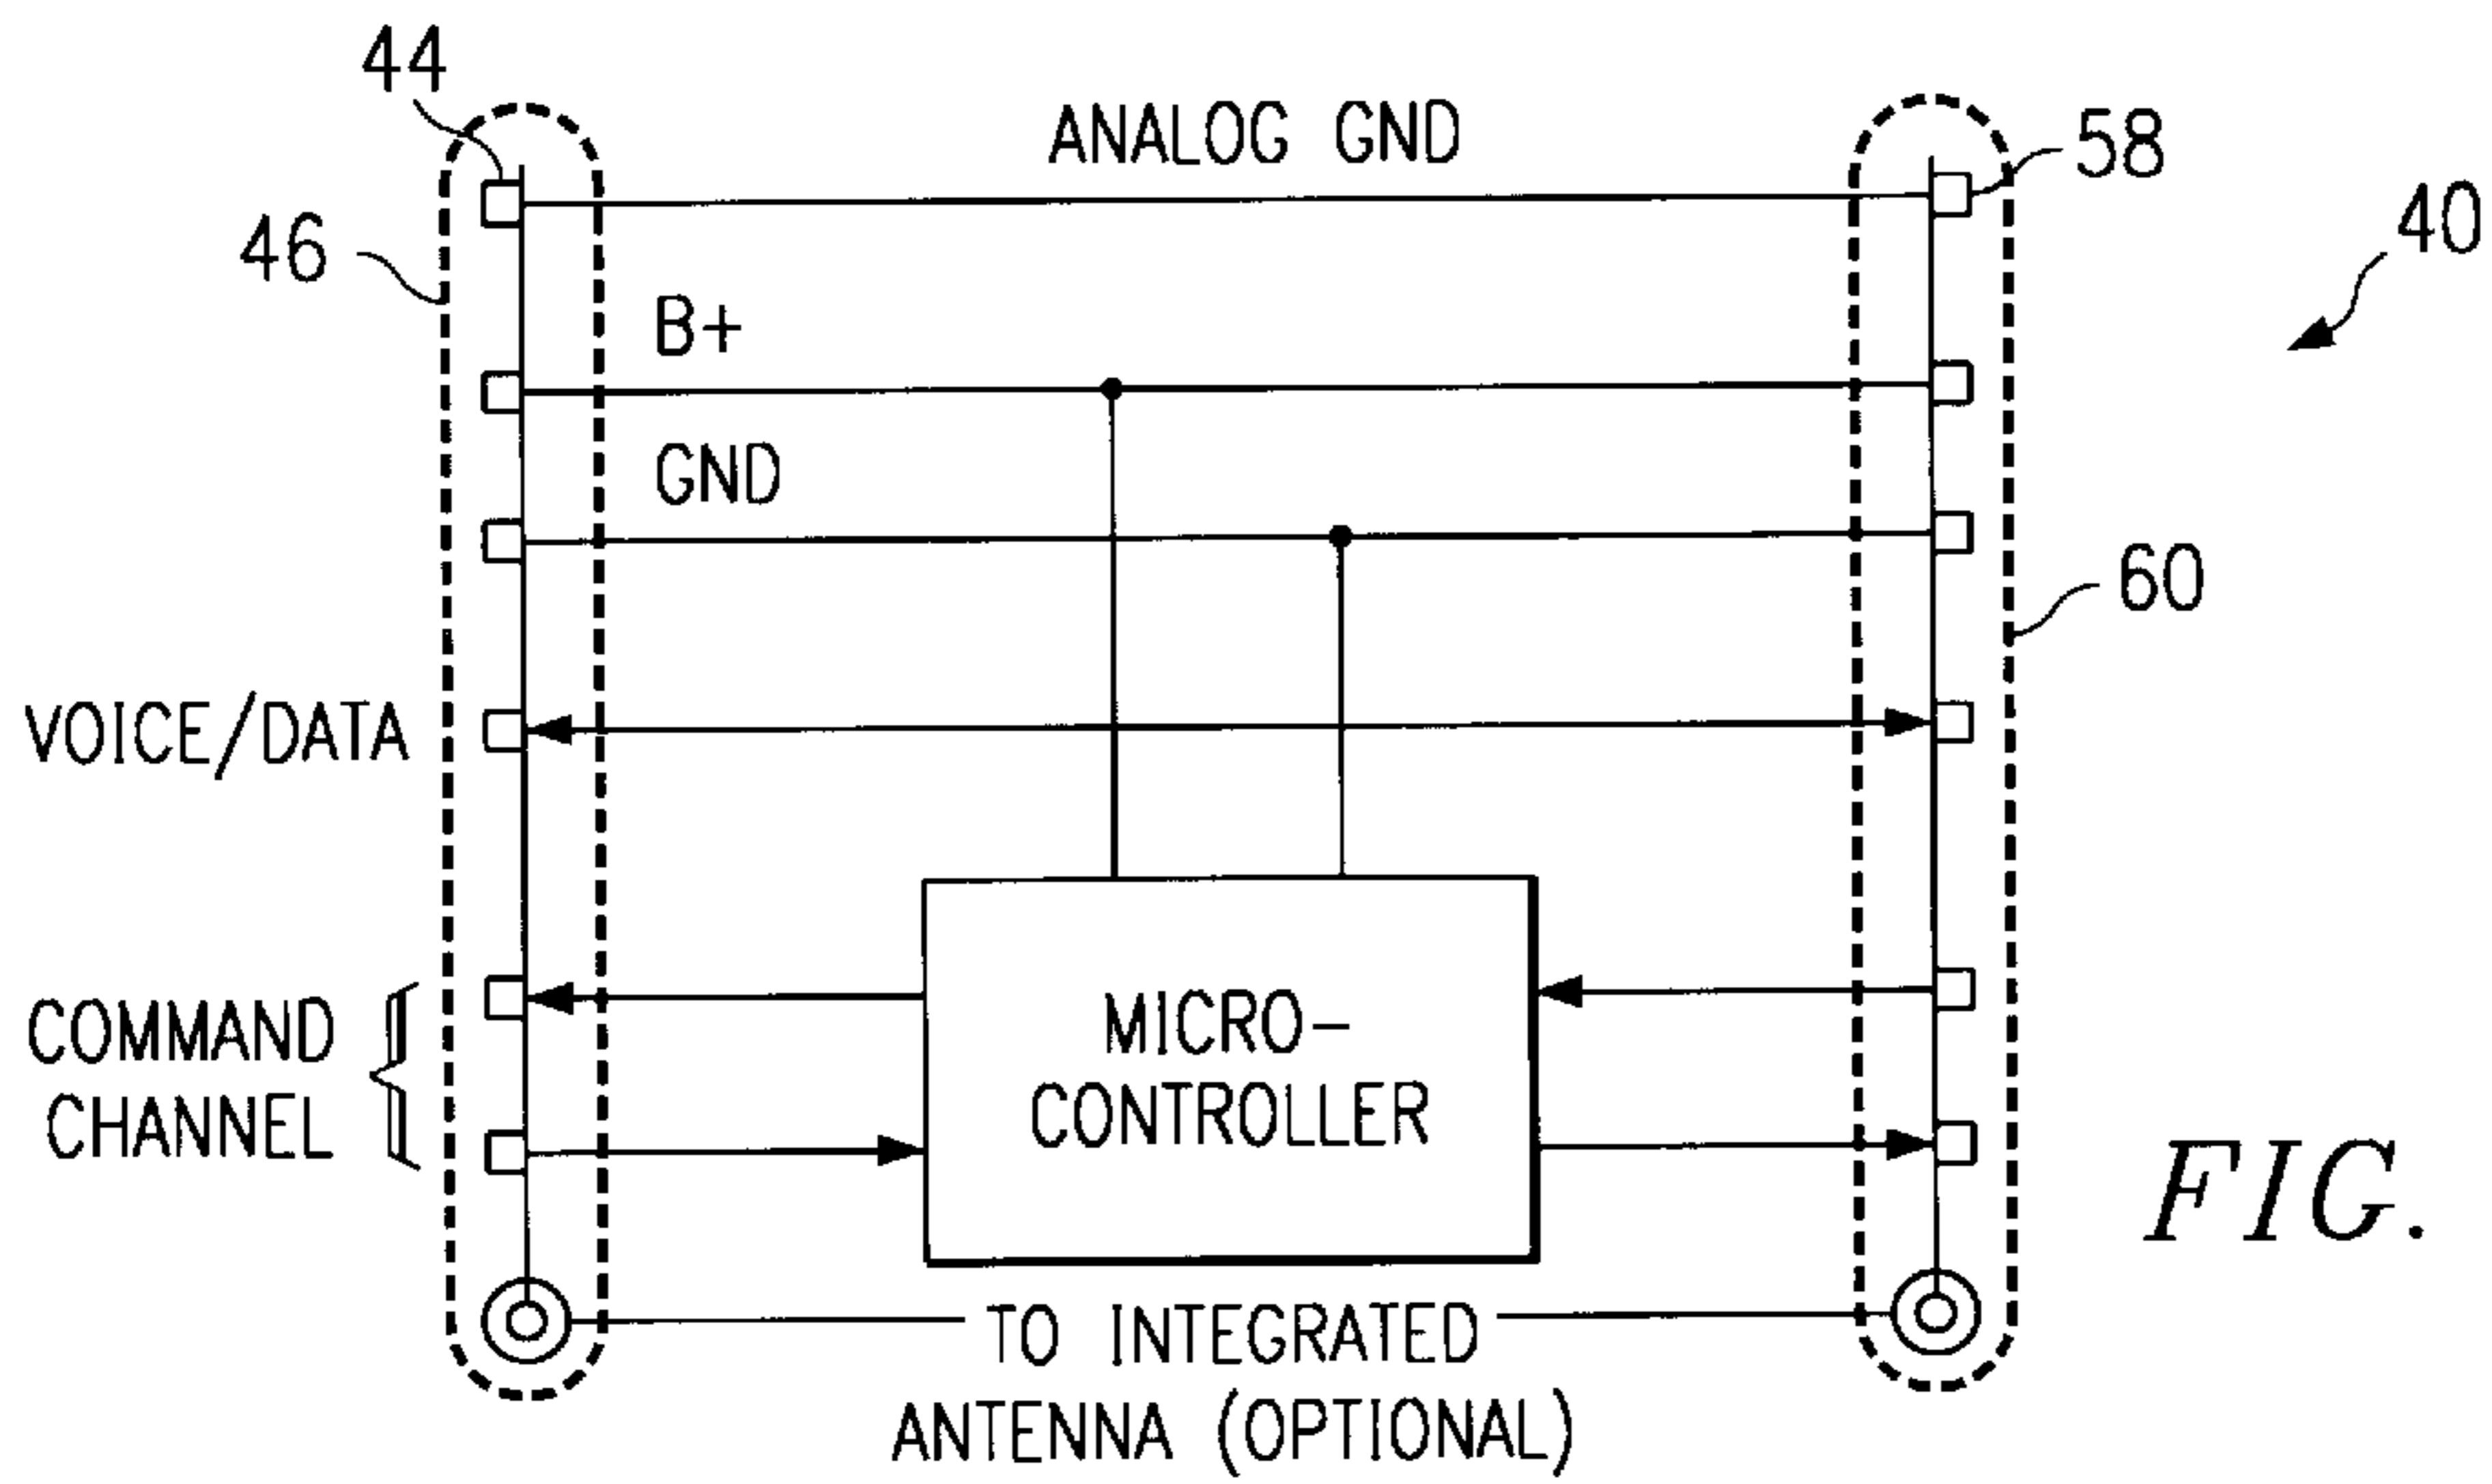 44
ANALOG GND
58
46
40
B+
GND
60
VOICE/DATA
COMMAND
CHANNEL
MICRO-
CONTROLLER
FIG.
TO INTEGRATED
ANTENNA (OPTIONAL)